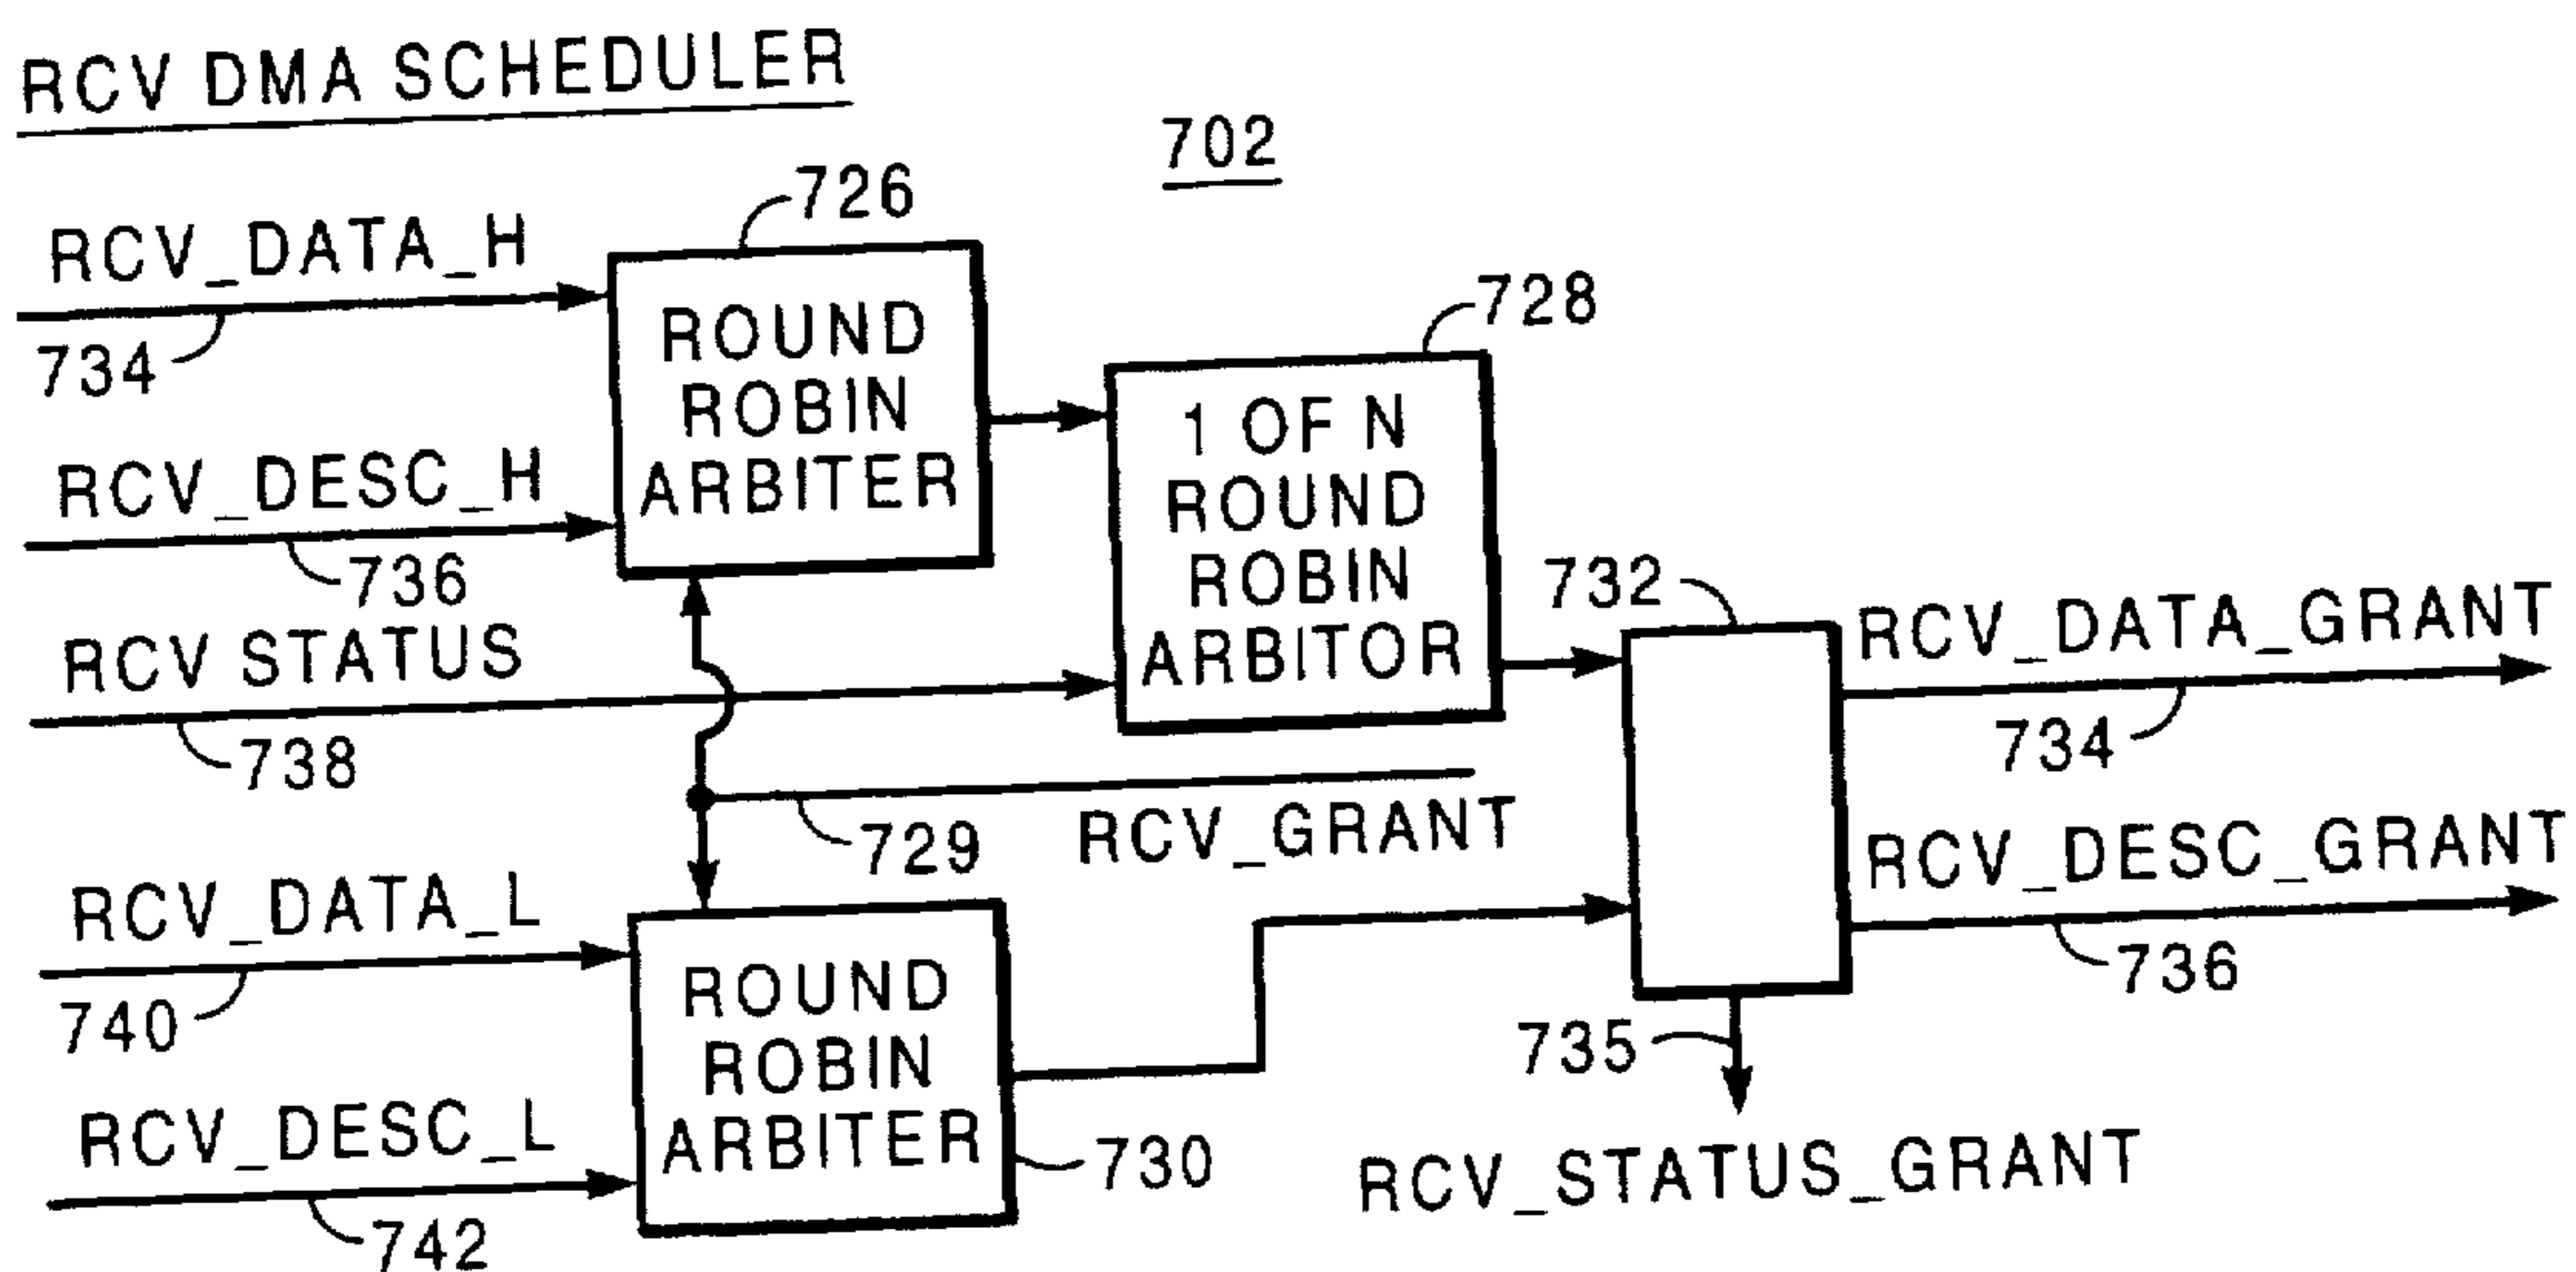 RCV DMA SCHEDULER
702
726
RCV_DATA_H
734
ROUND
ROBIN
ARBITER
728
RCV_DESC_H
736
1 OF N
ROUND
ROBIN
ARBITOR
RCV STATUS
738
732
RCV_DATA_GRANT
734
729
RCV_GRANT
RCV_DESC_GRANT
736
RCV_DATA_L
740
ROUND
ROBIN
ARBITER
735
RCV_DESC_L
742
730
RCV_STATUS_GRANT